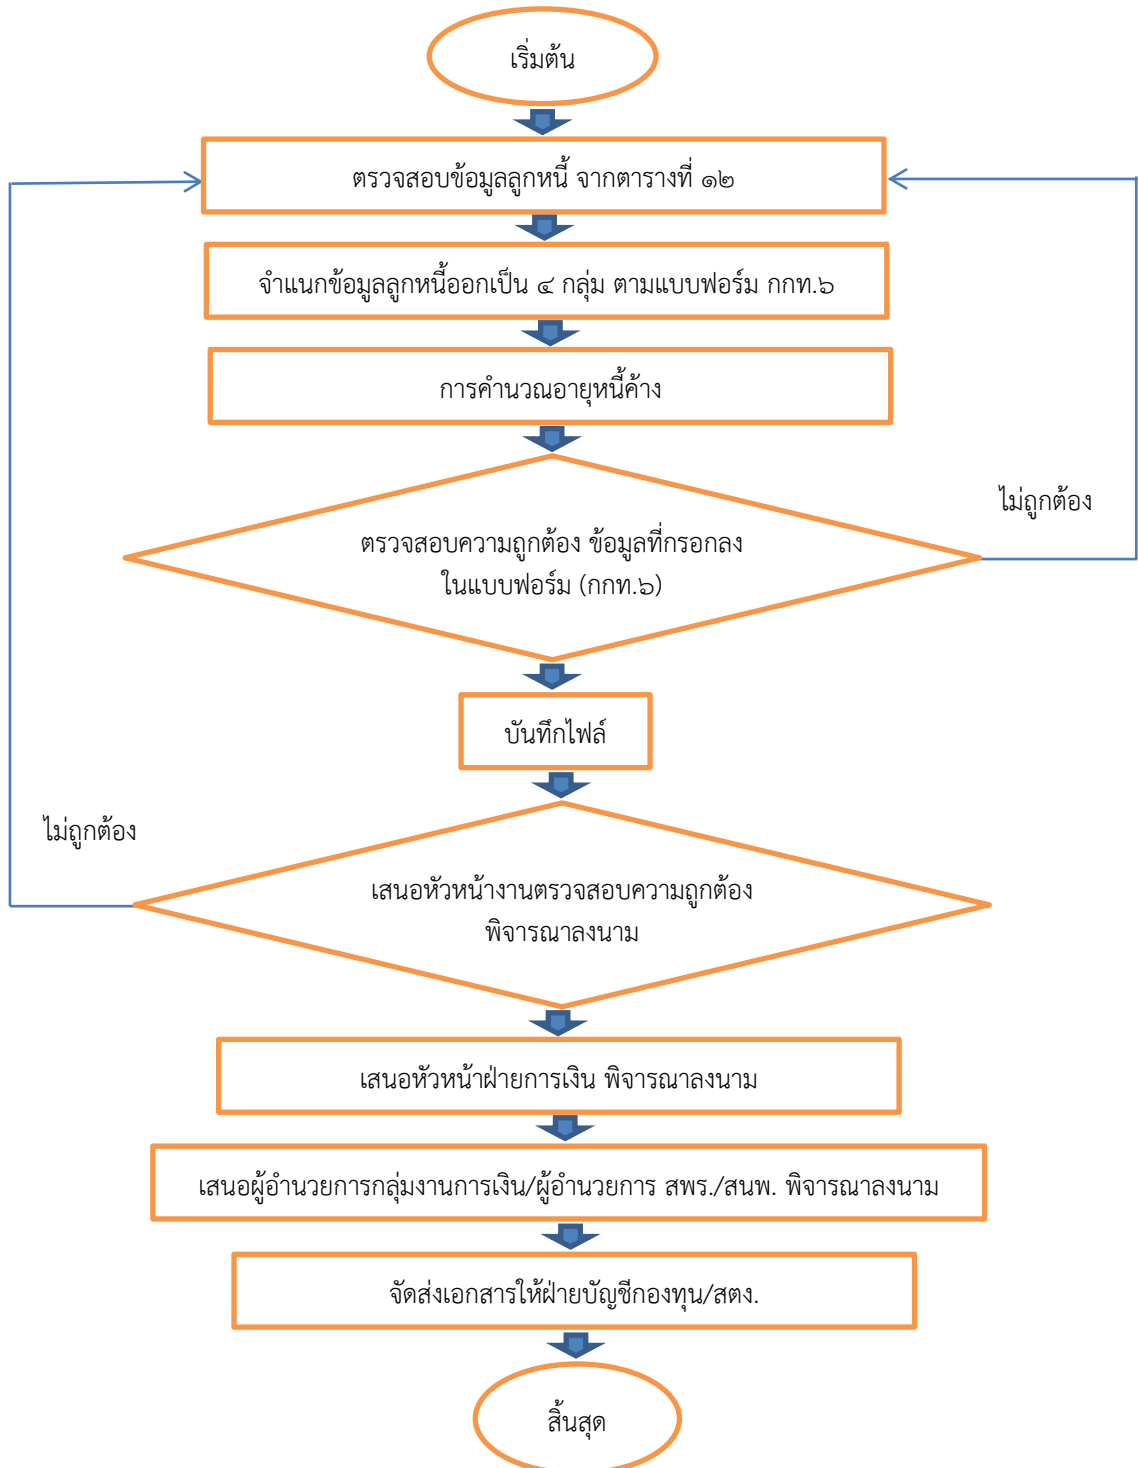 เริ่มต้น
ตรวจสอบข้อมูลลูกหนี้ จากตารางที่ ๑๒
จำแนกข้อมูลลูกหนี้ออกเป็น ๔ กลุ่ม ตามแบบฟอร์ม กกท.๖
การคำนวณอายุหนี้ค้าง
ไม่ถูกต้อง
ตรวจสอบความถูกต้อง ข้อมูลที่กรอกลง
ในแบบฟอร์ม (กกท.๖)
บันทึกไฟล์
ไม่ถูกต้อง
เสนอหัวหน้างานตรวจสอบความถูกต้อง
พิจารณาลงนาม
เสนอหัวหน้าฝ่ายการเงิน พิจารณาลงนาม
เสนอผู้อำนวยการกลุ่มงานการเงิน/ผู้อำนวยการ สพร./สนพ. พิจารณาลงนาม
จัดส่งเอกสารให้ฝ่ายบัญชีกองทุน/สตง.
สิ้นสุด